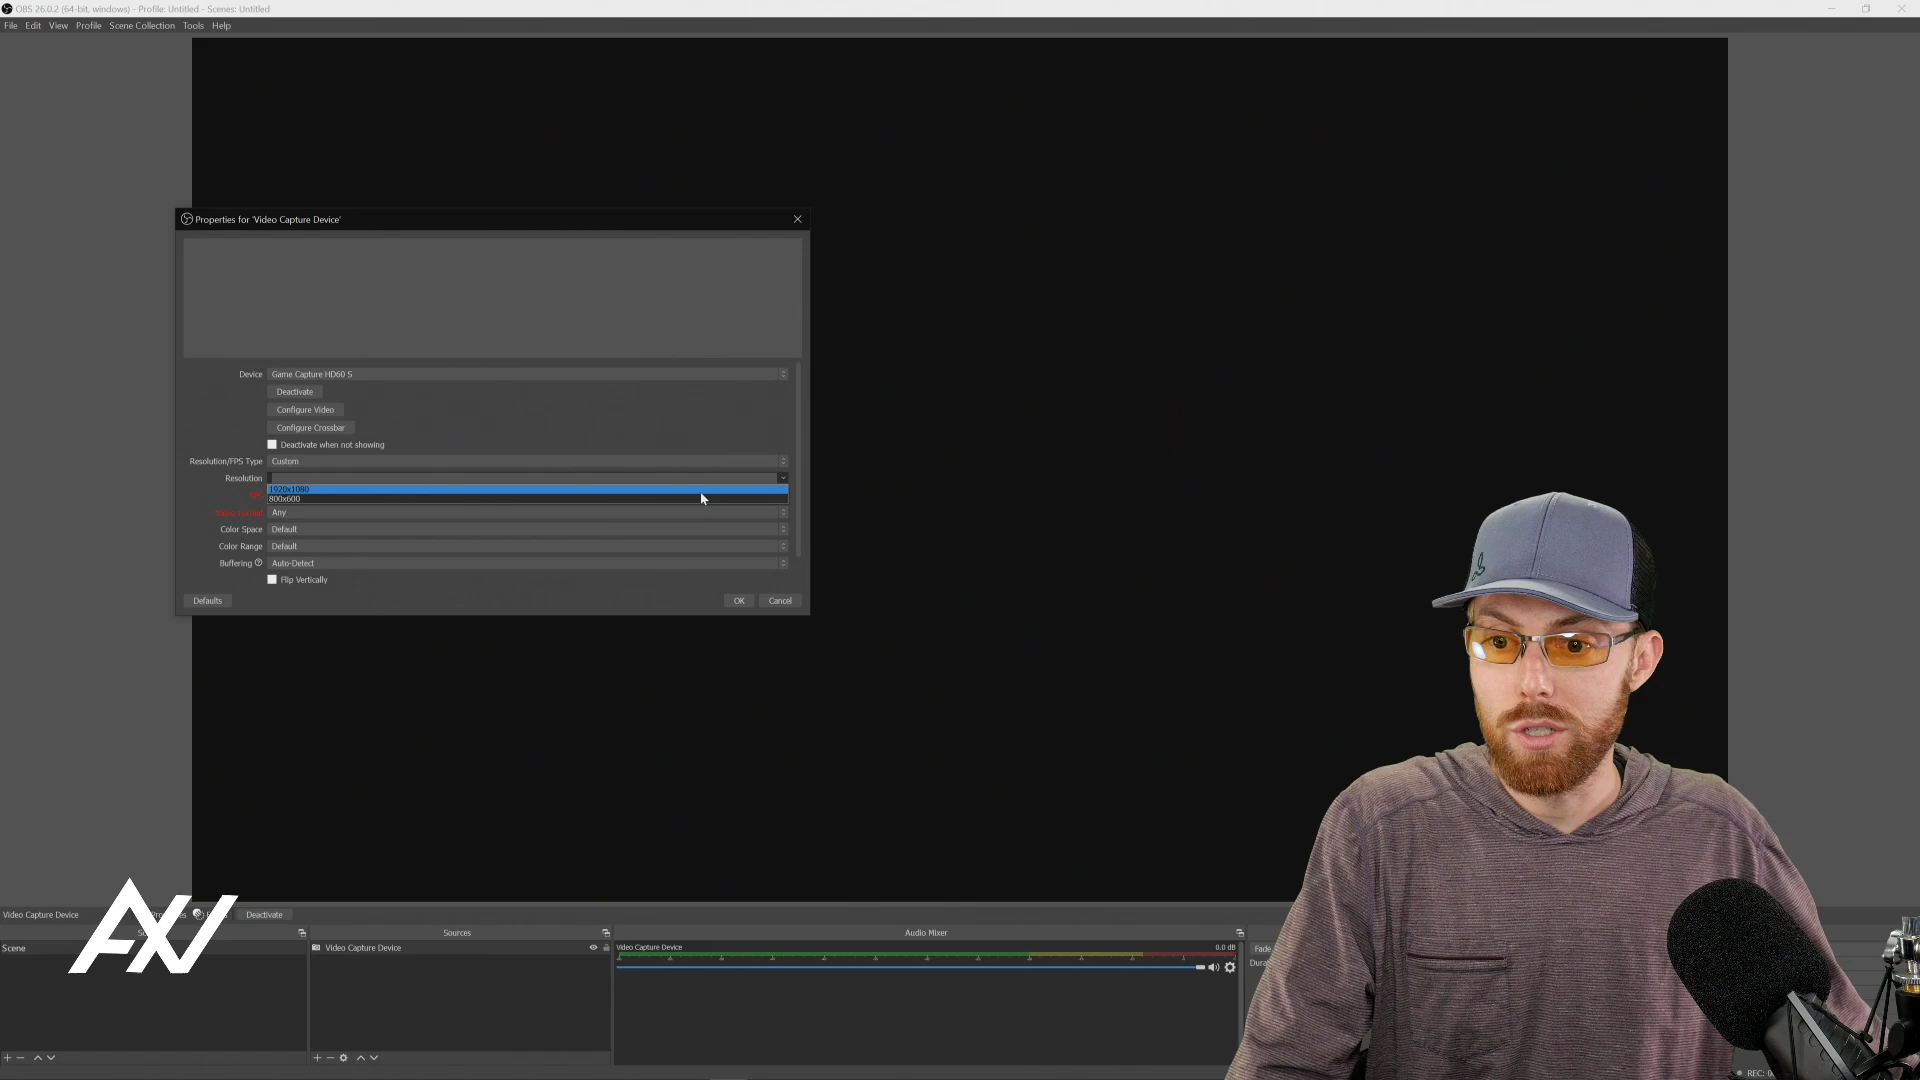 OBS 26.0.2 (64-bit, windows) - Profile: Untitled - Scenes: Untitled
File Edit View Profile Scene Collection Tools Help
Properties for 'Video Capture Device'
Device Game Capture HD60 S
Deactivate
Configure Video
Configure Crossbar
Deactivate when not showing
Resolution/FPS Type Custom
Resolution
1920x1080
800x600
Video Format Any
Color Space Default
Color Range Default
Buffering Auto-Detect
Flip Vertically
Defaults OK Cancel
Video Capture Device Deactivate
Sources Audio Mixer
Scene Video Capture Device Video Capture Device 0.0 dB Fade
REC: